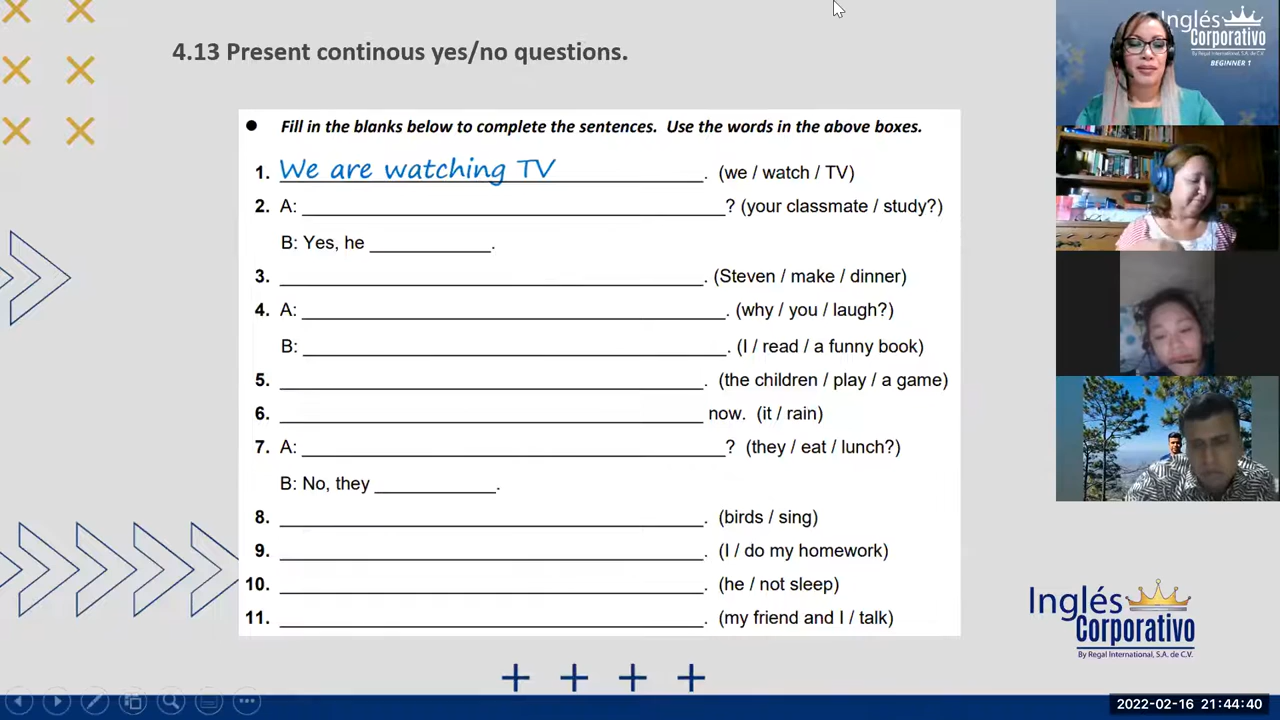 4.13 Present continous yes/no questions.
Inglés
Corporativo
By Regal International, S.A. de C.V.
BEGINNER 1
● Fill in the blanks below to complete the sentences. Use the words in the above boxes.
1. We are watching TV. (we / watch / TV)
2. A: ? (your classmate / study?)
B: Yes, he .
3. . (Steven / make / dinner)
4. A: . (why / you / laugh?)
B: . (I / read / a funny book)
5. . (the children / play / a game)
6. now. (it / rain)
7. A: ? (they / eat / lunch?)
B: No, they .
8. . (birds / sing)
9. . (I / do my homework)
10. . (he / not sleep)
11. . (my friend and I / talk)
Inglés
Corporativo
By Regal International, S.A. de C.V.
2022-02-16 21:44:40